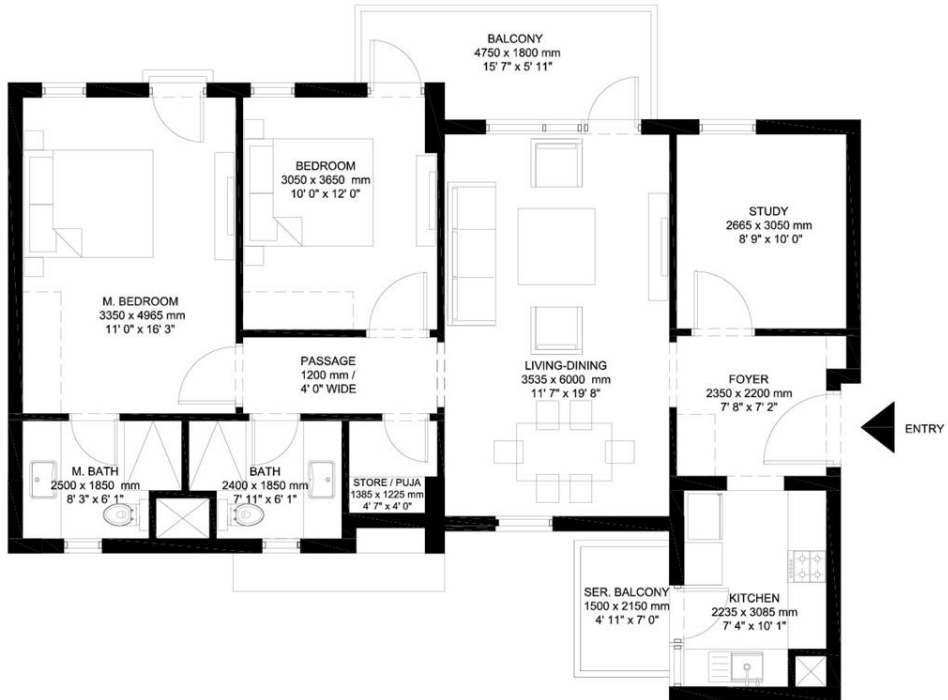 BALCONY
4750 x 1800 mm
15' 7" x 5' 11"
BEDROOM
3050 x 3650 mm
10' 0" x 12' 0"
STUDY
2665 x 3050 mm
8' 9" x 10' 0"
M. BEDROOM
3350 x 4965 mm
11' 0" x 16' 3"
PASSAGE
1200 mm /
4' 0" WIDE
LIVING-DINING
3535 x 6000 mm
11' 7" x 19' 8"
FOYER
2350 x 2200 mm
7' 8" x 7' 2"
ENTRY
M. BATH
2500 x 1850 mm
8' 3" x 6' 1"
BATH
2400 x 1850 mm
7' 11" x 6' 1"
STORE / PUJA
1385 x 1225 mm
4' 7" x 4' 0"
SER. BALCONY
1500 x 2150 mm
4' 11" x 7' 0"
KITCHEN
2235 x 3085 mm
7' 4" x 10' 1"